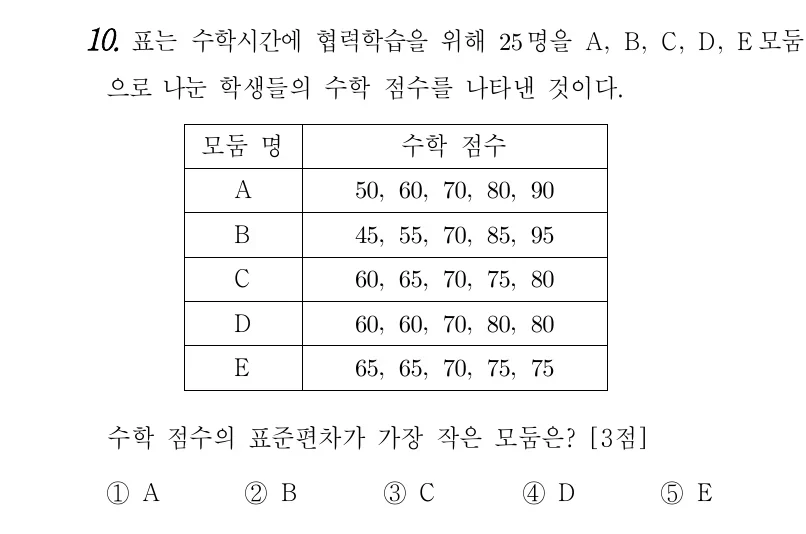 10. 표는 수학시간에 협력학습을 위해 25명을 A, B, C, D, E모둠
으로 나눈 학생들의 수학 점수를 나타낸 것이다.
모둠 명 수학 점수
A 50, 60, 70, 80, 90
B 45, 55, 70, 85, 95
C 60, 65, 70, 75, 80
D 60, 60, 70, 80, 80
E 65, 65, 70, 75, 75
수학 점수의 표준편차가 가장 작은 모둠은? [3점]
① A ② B ③ C ④ D ⑤ E